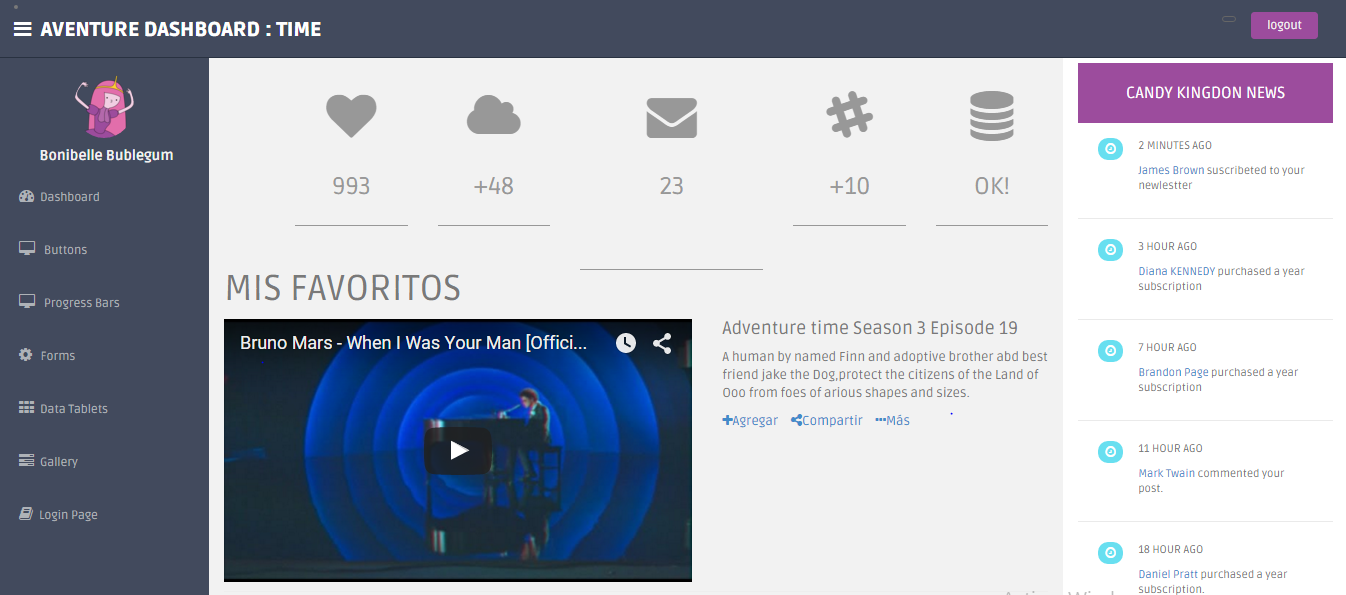 AVENTURE DASHBOARD : TIME
logout
Bonibelle Bublegum
Dashboard
Buttons
Progress Bars
Forms
Data Tablets
Gallery
Login Page
993
+48
23
+10
OK!
MIS FAVORITOS
Bruno Mars - When I Was Your Man [Offici...
Adventure time Season 3 Episode 19
A human by named Finn and adoptive brother abd best
friend jake the Dog,protect the citizens of the Land of
Ooo from foes of arious shapes and sizes.
Agregar Compartir Mâs
CANDY KINGDON NEWS
2 MINUTES AGO
James Brown suscribeted to your
newlestter
3 HOUR AGO
Diana KENNEDY purchased a year
subscription
7 HOUR AGO
Brandon Page purchased a year
subscription
11 HOUR AGO
Mark Twain commented your
post.
18 HOUR AGO
Daniel Pratt purchased a year
subscription.